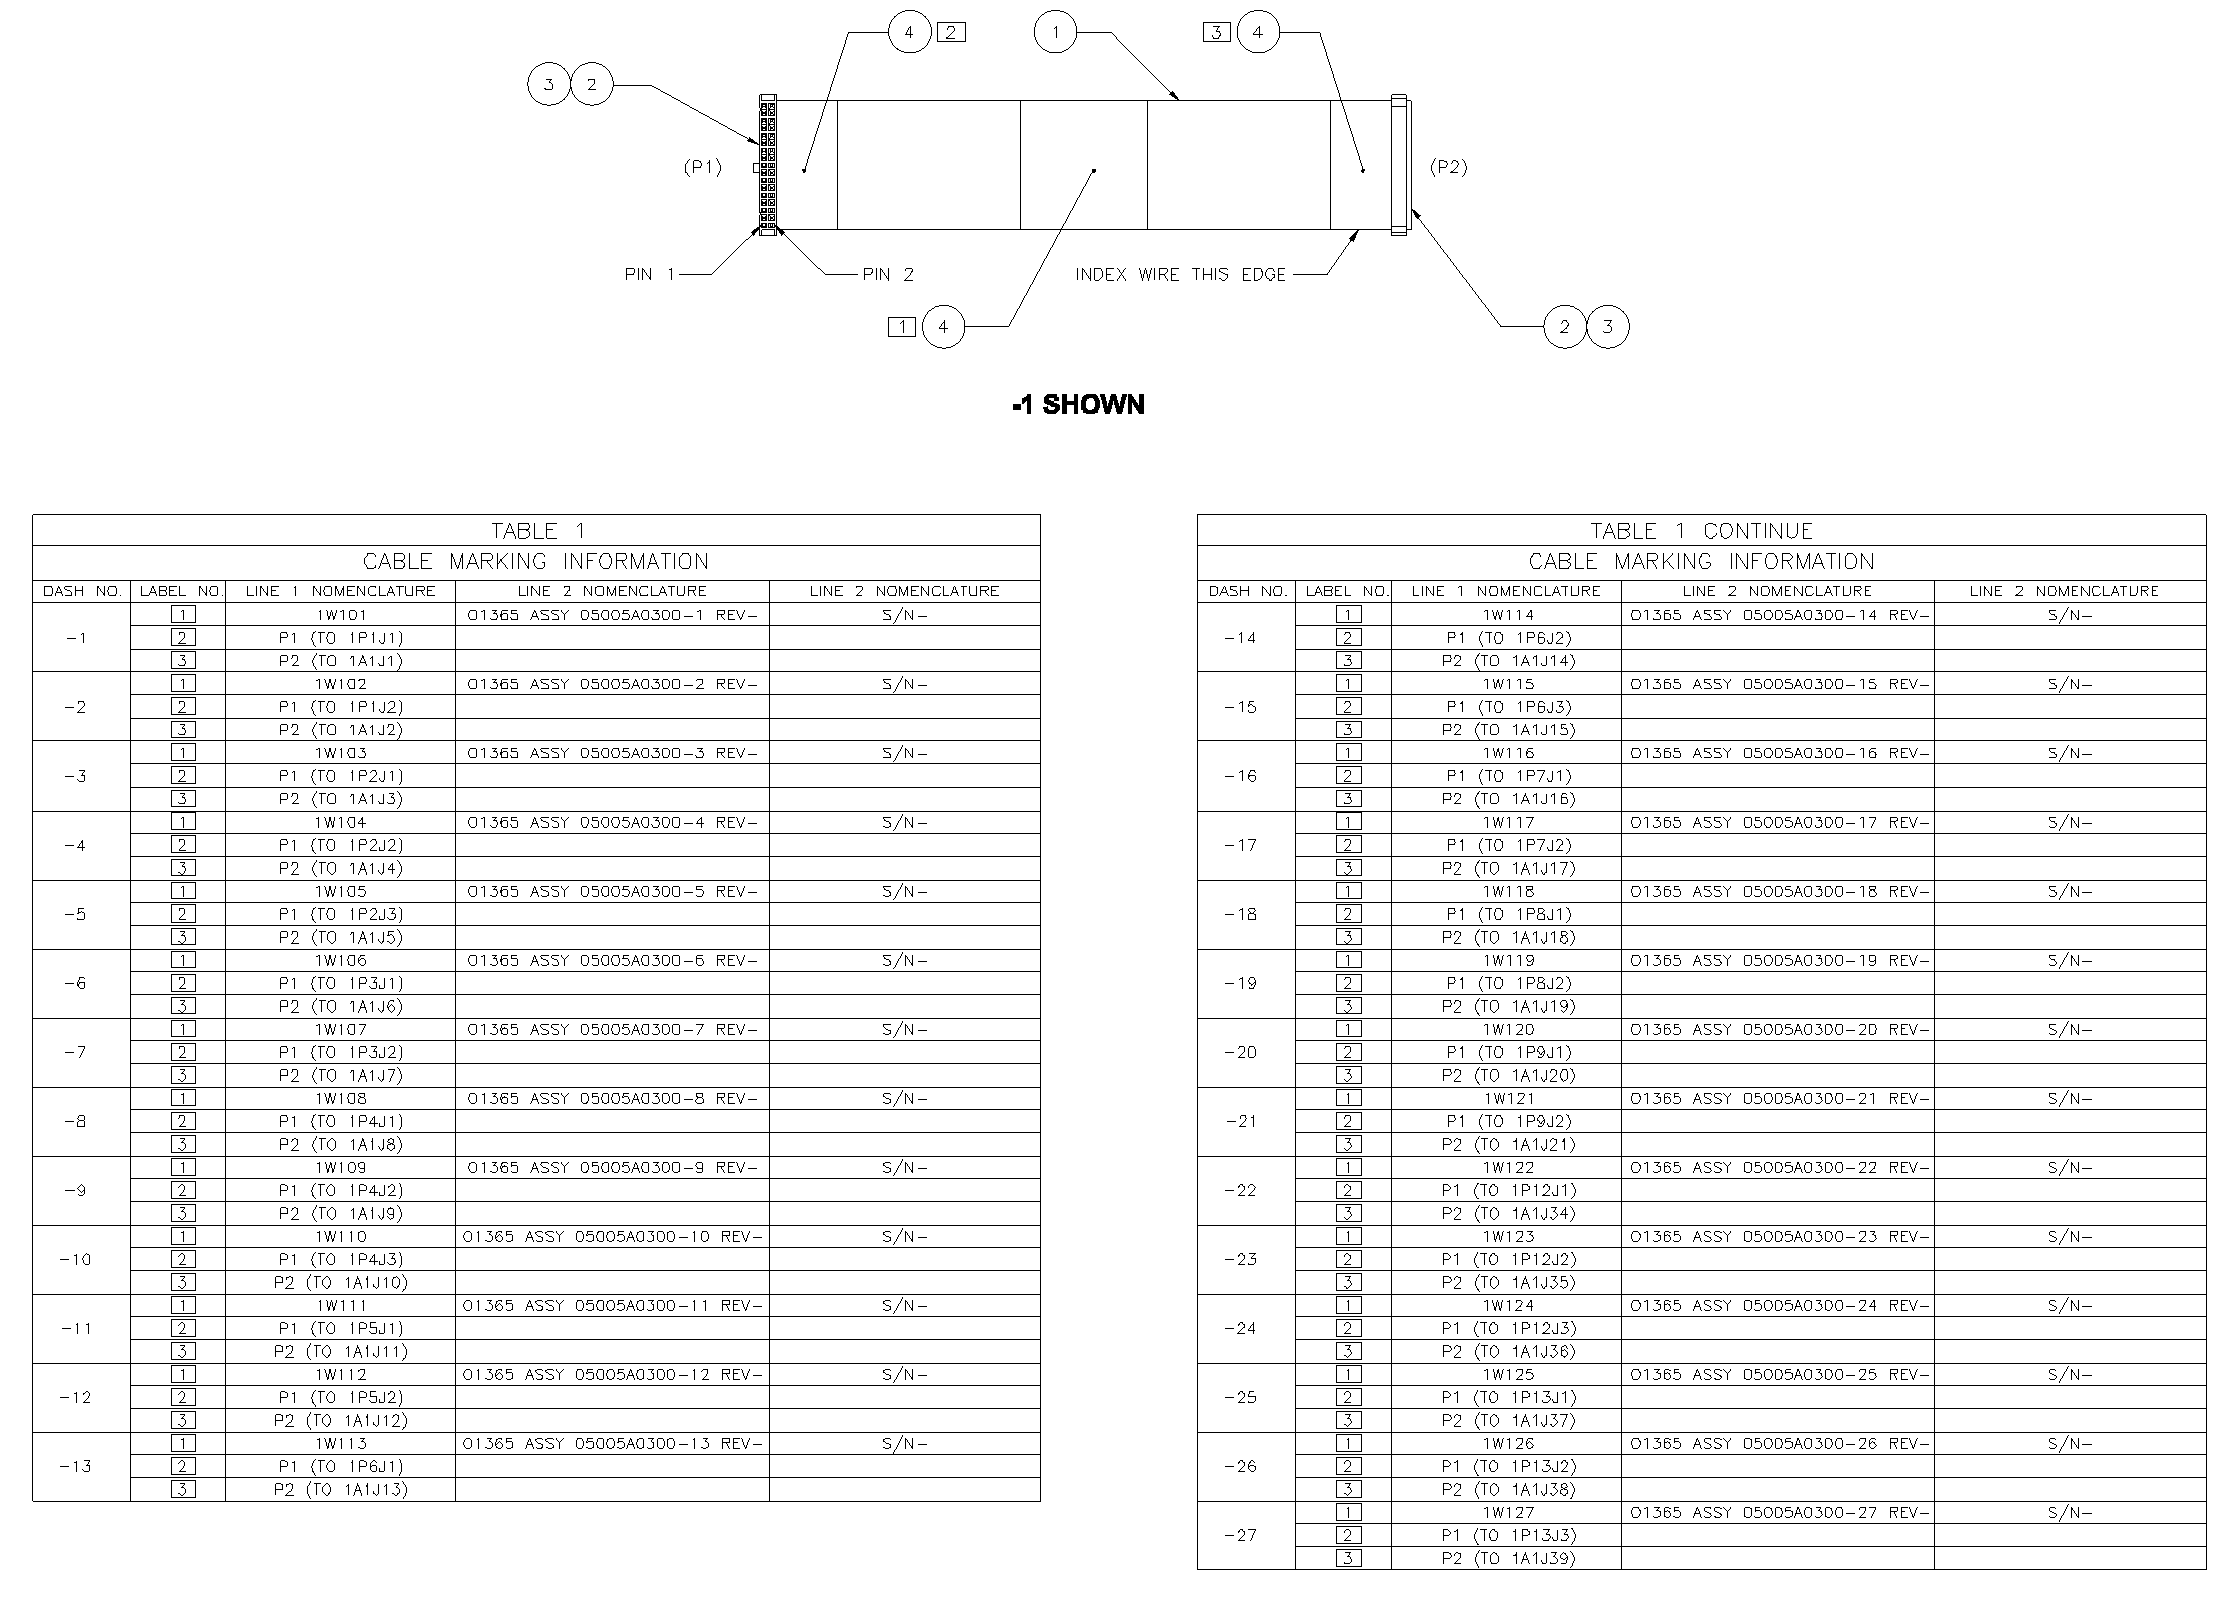 4 2 1 3 4
3 2
(P1) (P2)
PIN 1 PIN 2 INDEX WIRE THIS EDGE
1 4 2 3
-1 SHOWN
TABLE 1
CABLE MARKING INFORMATION
DASH NO. LABEL NO. LINE 1 NOMENCLATURE LINE 2 NOMENCLATURE LINE 2 NOMENCLATURE
-1
1 1W101 01365 ASSY 05005A0300-1 REV- S/N-
2 P1 (TO 1P1J1)
3 P2 (TO 1A1J1)
-2
1 1W102 01365 ASSY 05005A0300-2 REV- S/N-
2 P1 (TO 1P1J2)
3 P2 (TO 1A1J2)
-3
1 1W103 01365 ASSY 05005A0300-3 REV- S/N-
2 P1 (TO 1P2J1)
3 P2 (TO 1A1J3)
-4
1 1W104 01365 ASSY 05005A0300-4 REV- S/N-
2 P1 (TO 1P2J2)
3 P2 (TO 1A1J4)
-5
1 1W105 01365 ASSY 05005A0300-5 REV- S/N-
2 P1 (TO 1P2J3)
3 P2 (TO 1A1J5)
-6
1 1W106 01365 ASSY 05005A0300-6 REV- S/N-
2 P1 (TO 1P3J1)
3 P2 (TO 1A1J6)
-7
1 1W107 01365 ASSY 05005A0300-7 REV- S/N-
2 P1 (TO 1P3J2)
3 P2 (TO 1A1J7)
-8
1 1W108 01365 ASSY 05005A0300-8 REV- S/N-
2 P1 (TO 1P4J1)
3 P2 (TO 1A1J8)
-9
1 1W109 01365 ASSY 05005A0300-9 REV- S/N-
2 P1 (TO 1P4J2)
3 P2 (TO 1A1J9)
-10
1 1W110 01365 ASSY 05005A0300-10 REV- S/N-
2 P1 (TO 1P4J3)
3 P2 (TO 1A1J10)
-11
1 1W111 01365 ASSY 05005A0300-11 REV- S/N-
2 P1 (TO 1P5J1)
3 P2 (TO 1A1J11)
-12
1 1W112 01365 ASSY 05005A0300-12 REV- S/N-
2 P1 (TO 1P5J2)
3 P2 (TO 1A1J12)
-13
1 1W113 01365 ASSY 05005A0300-13 REV- S/N-
2 P1 (TO 1P6J1)
3 P2 (TO 1A1J13)
TABLE 1 CONTINUE
CABLE MARKING INFORMATION
DASH NO. LABEL NO. LINE 1 NOMENCLATURE LINE 2 NOMENCLATURE LINE 2 NOMENCLATURE
-14
1 1W114 01365 ASSY 05005A0300-14 REV- S/N-
2 P1 (TO 1P6J2)
3 P2 (TO 1A1J14)
-15
1 1W115 01365 ASSY 05005A0300-15 REV- S/N-
2 P1 (TO 1P6J3)
3 P2 (TO 1A1J15)
-16
1 1W116 01365 ASSY 05005A0300-16 REV- S/N-
2 P1 (TO 1P7J1)
3 P2 (TO 1A1J16)
-17
1 1W117 01365 ASSY 05005A0300-17 REV- S/N-
2 P1 (TO 1P7J2)
3 P2 (TO 1A1J17)
-18
1 1W118 01365 ASSY 05005A0300-18 REV- S/N-
2 P1 (TO 1P8J1)
3 P2 (TO 1A1J18)
-19
1 1W119 01365 ASSY 05005A0300-19 REV- S/N-
2 P1 (TO 1P8J2)
3 P2 (TO 1A1J19)
-20
1 1W120 01365 ASSY 05005A0300-20 REV- S/N-
2 P1 (TO 1P9J1)
3 P2 (TO 1A1J20)
-21
1 1W121 01365 ASSY 05005A0300-21 REV- S/N-
2 P1 (TO 1P9J2)
3 P2 (TO 1A1J21)
-22
1 1W122 01365 ASSY 05005A0300-22 REV- S/N-
2 P1 (TO 1P12J1)
3 P2 (TO 1A1J34)
-23
1 1W123 01365 ASSY 05005A0300-23 REV- S/N-
2 P1 (TO 1P12J2)
3 P2 (TO 1A1J35)
-24
1 1W124 01365 ASSY 05005A0300-24 REV- S/N-
2 P1 (TO 1P12J3)
3 P2 (TO 1A1J36)
-25
1 1W125 01365 ASSY 05005A0300-25 REV- S/N-
2 P1 (TO 1P13J1)
3 P2 (TO 1A1J37)
-26
1 1W126 01365 ASSY 05005A0300-26 REV- S/N-
2 P1 (TO 1P13J2)
3 P2 (TO 1A1J38)
-27
1 1W127 01365 ASSY 05005A0300-27 REV- S/N-
2 P1 (TO 1P13J3)
3 P2 (TO 1A1J39)